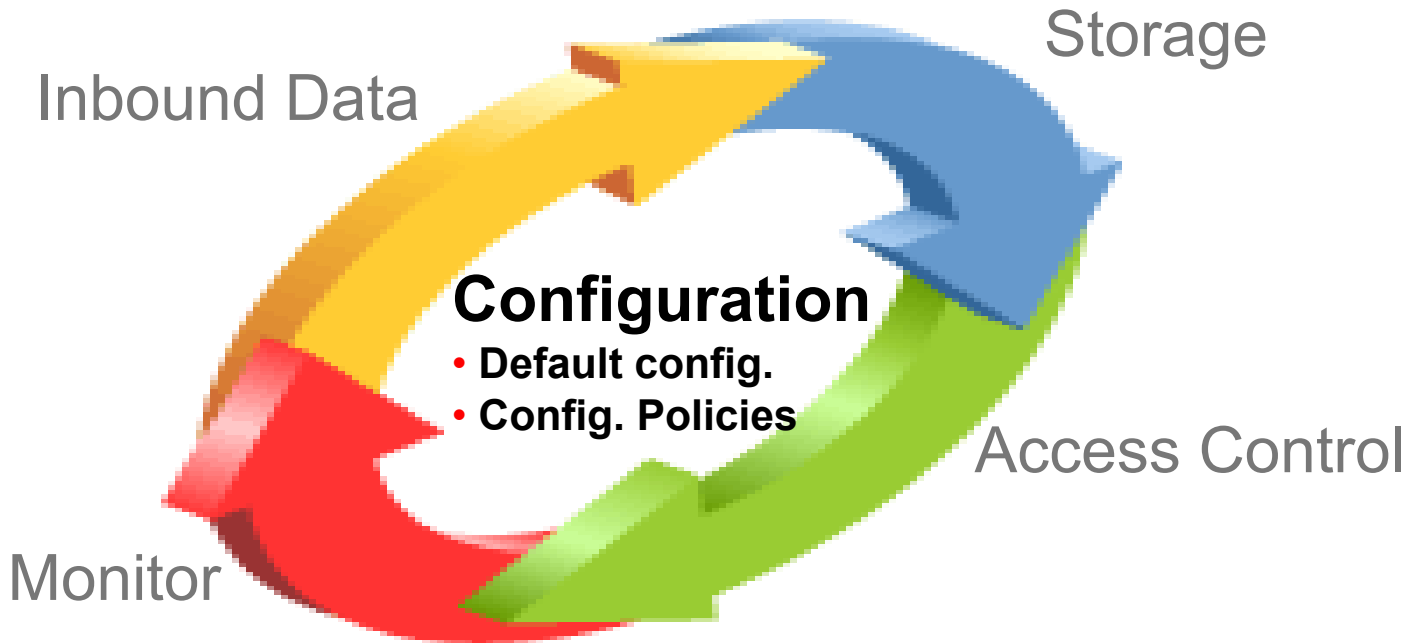 Storage
Inbound Data
Configuration
• Default config.
• Config. Policies
Access Control
Monitor